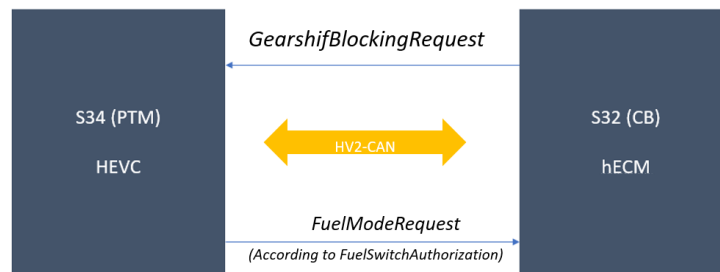 GearshifBlockingRequest
S34 (PTM)
HEVC
HV2-CAN
S32 (CB)
hECM
FuelModeRequest
(According to FuelSwitchAuthorization)